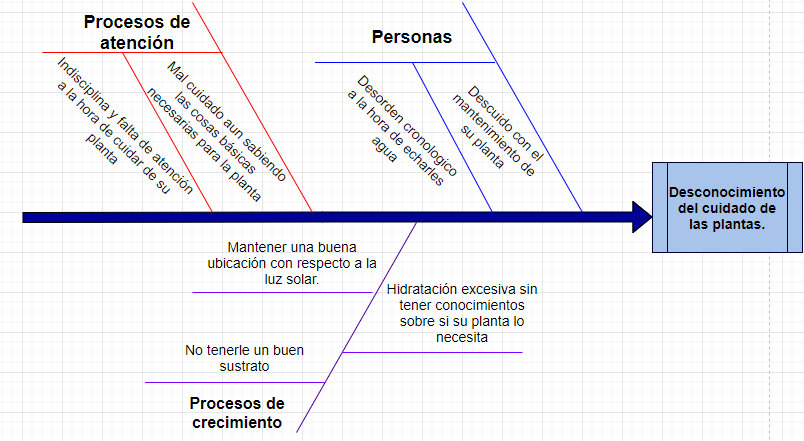 Procesos de
atención
Indisciplina y falta de atención
a la hora de cuidar de su
planta
Mal cuidado aun sabiendo
las cosas básicas
necesarias para la planta
Personas
Desorden cronologico
a la hora de echarles
agua
Descuido con el
mantenimiento de
su planta
Desconocimiento
del cuidado de
las plantas.
Mantener una buena
ubicación con respecto a la
luz solar.
Hidratación excesiva sin
tener conocimientos
sobre si su planta lo
necesita
No tenerle un buen
sustrato
Procesos de
crecimiento